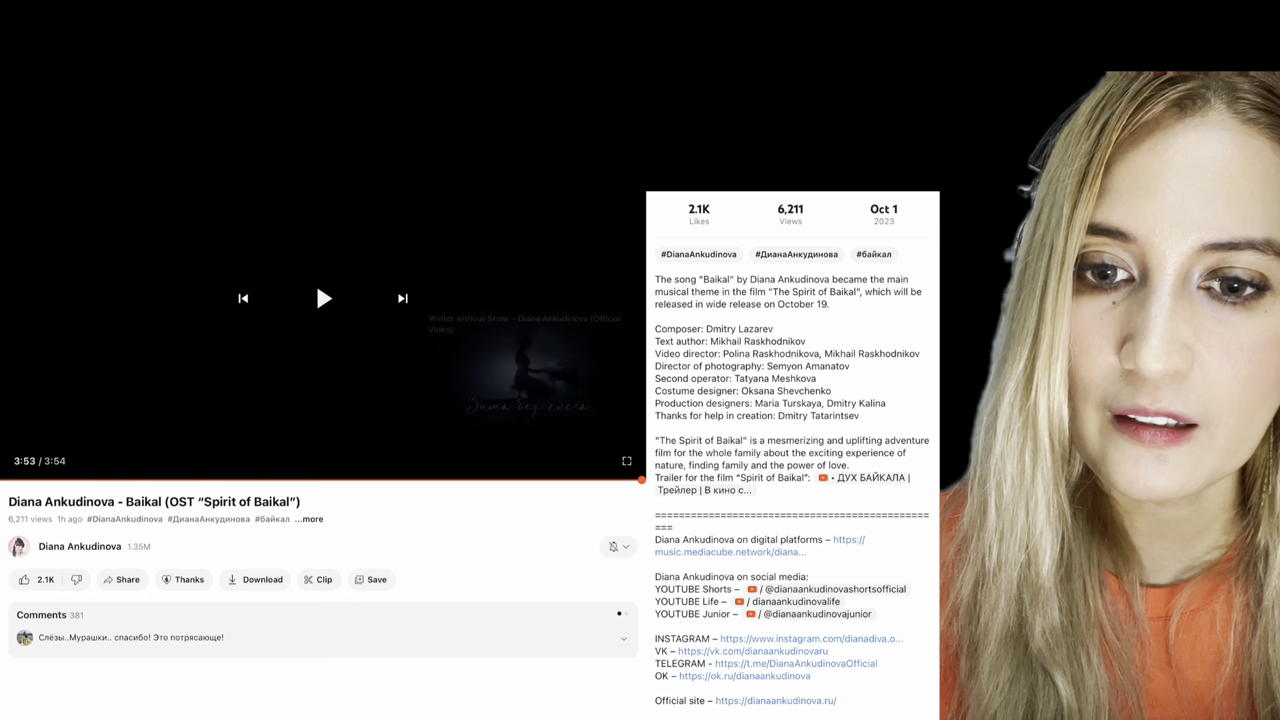 Winter without Snow – Diana Ankudinova (Official
Video)
Зима без снега
3:53 / 3:54
Diana Ankudinova - Baikal (OST “Spirit of Baikal”)
6,211 views 1h ago #DianaAnkudinova #ДианаАнкудинова #байкал ...more
Diana Ankudinova 1.35M
2.1K Share Thanks Download Clip Save
Comments 381
Слёзы..Мурашки.. спасибо! Это потрясающе!
2.1K 6,211 Oct 1
Likes Views 2023
#DianaAnkudinova #ДианаАнкудинова #байкал
The song "Baikal" by Diana Ankudinova became the main
musical theme in the film "The Spirit of Baikal", which will be
released in wide release on October 19.
Composer: Dmitry Lazarev
Text author: Mikhail Raskhodnikov
Video director: Polina Raskhodnikova, Mikhail Raskhodnikov
Director of photography: Semyon Amanatov
Second operator: Tatyana Meshkova
Costume designer: Oksana Shevchenko
Production designers: Maria Turskaya, Dmitry Kalina
Thanks for help in creation: Dmitry Tatarintsev
"The Spirit of Baikal" is a mesmerizing and uplifting adventure
film for the whole family about the exciting experience of
nature, finding family and the power of love.
Trailer for the film “Spirit of Baikal”: • ДУХ БАЙКАЛА |
Трейлер | В кино с...
==============================================
===
Diana Ankudinova on digital platforms – https://
music.mediacube.network/diana...
Diana Ankudinova on social media:
YOUTUBE Shorts – / @dianaankudinovashortsofficial
YOUTUBE Life – / dianaankudinovalife
YOUTUBE Junior – / @dianaankudinovajunior
INSTAGRAM – https://www.instagram.com/dianadiva.o...
VK – https://vk.com/dianaankudinovaru
TELEGRAM - https://t.me/DianaAnkudinovaOfficial
OK – https://ok.ru/dianaankudinova
Official site – https://dianaankudinova.ru/